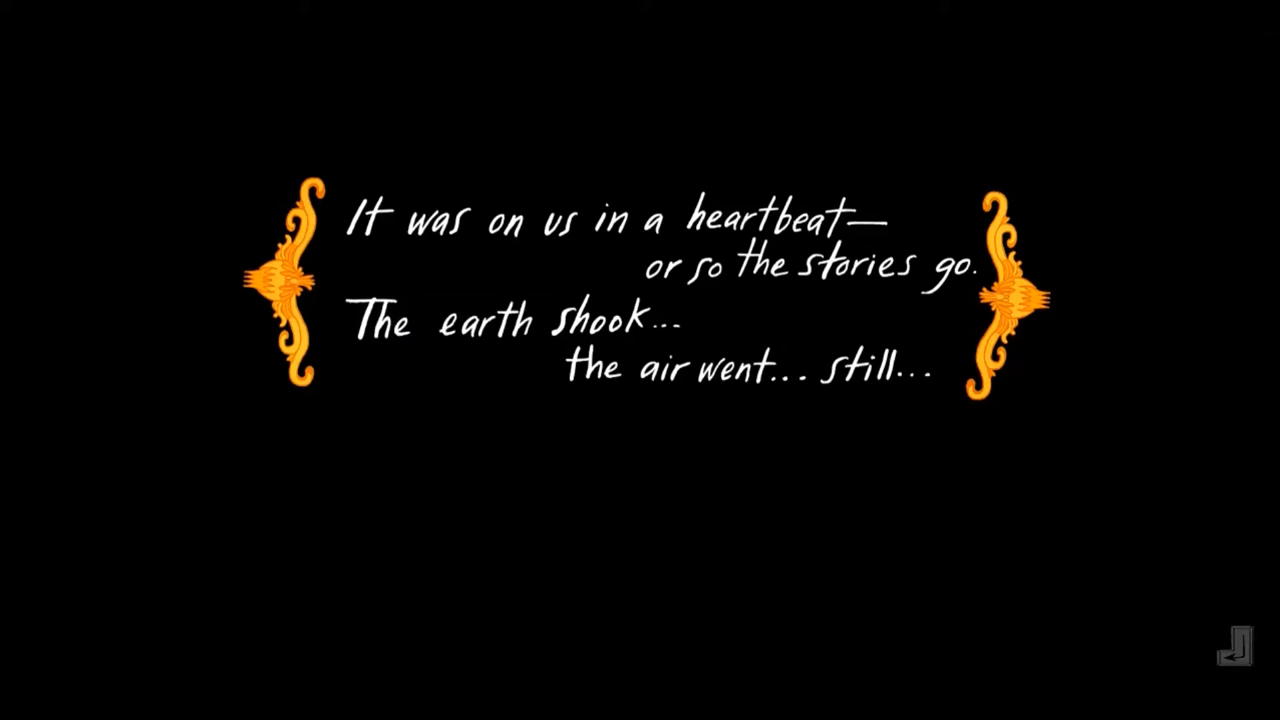 It was on us in a heartbeat—
or so the stories go.
The earth shook...
the air went... still...